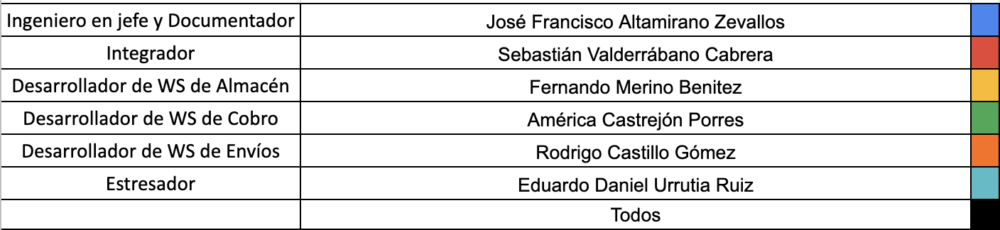 Ingeniero en jefe y Documentador José Francisco Altamirano Zevallos
Integrador Sebastián Valderrábano Cabrera
Desarrollador de WS de Almacén Fernando Merino Benitez
Desarrollador de WS de Cobro América Castrejón Porres
Desarrollador de WS de Envíos Rodrigo Castillo Gómez
Estresador Eduardo Daniel Urrutia Ruiz
Todos